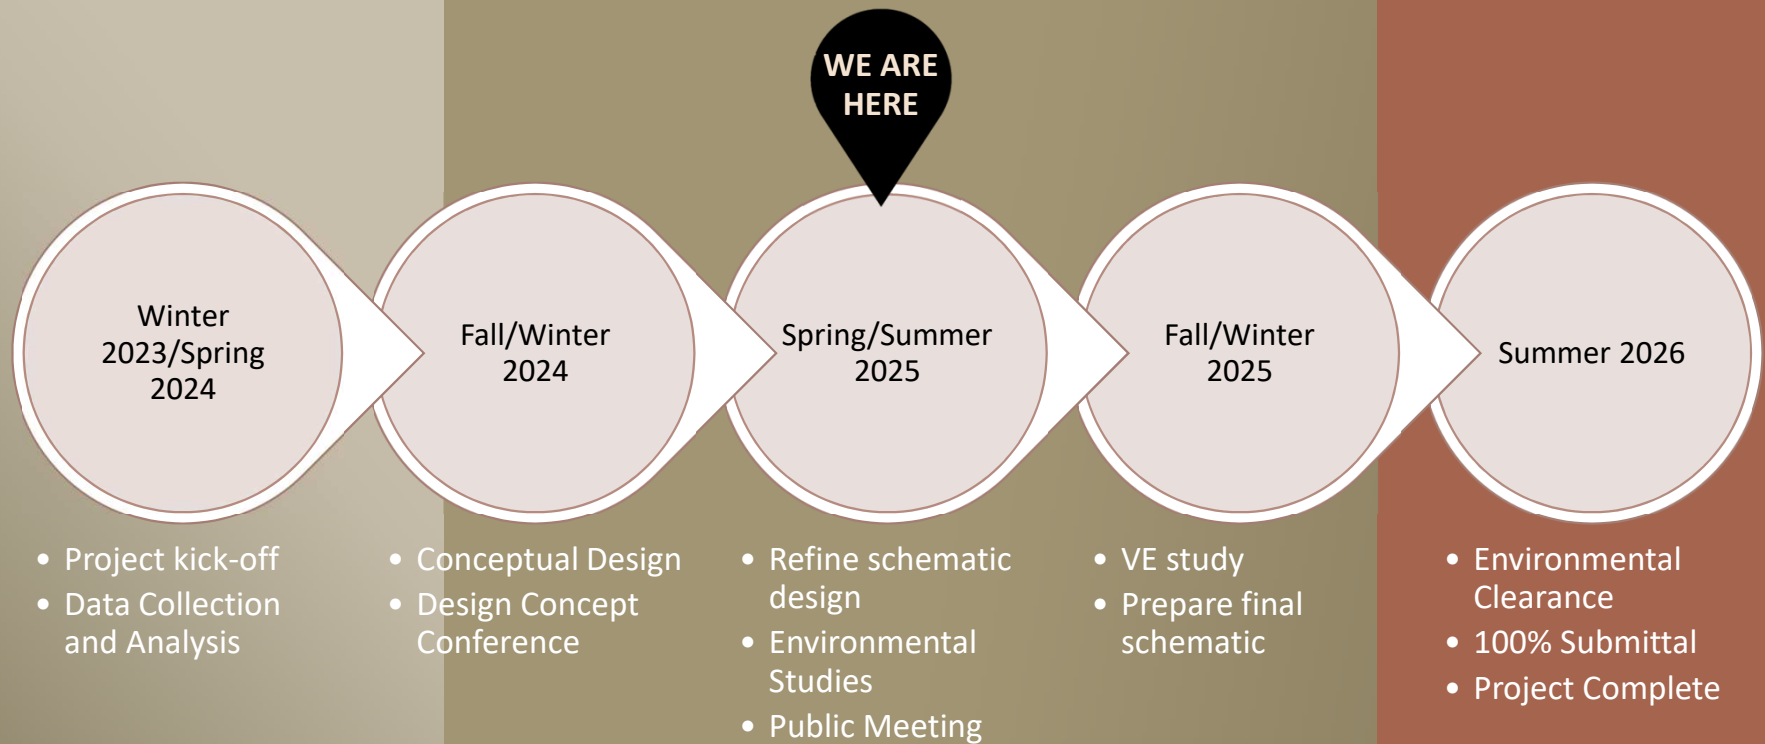 WE ARE
HERE
Winter
2023/Spring
2024
Fall/Winter
2024
Spring/Summer
2025
Fall/Winter
2025
Summer 2026
• Project kick-off
• Data Collection
and Analysis
• Conceptual Design
• Design Concept
Conference
• Refine schematic
design
• Environmental
Studies
• Public Meeting
• VE study
• Prepare final
schematic
• Environmental
Clearance
• 100% Submittal
• Project Complete